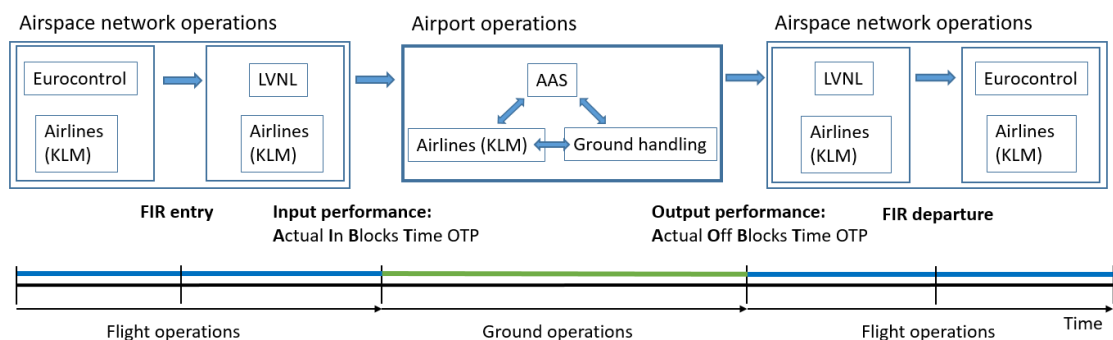 Airspace network operations
Airport operations
Airspace network operations
Eurocontrol
LVNL
AAS
LVNL
Eurocontrol
Airlines
(KLM)
Airlines
(KLM)
Airlines (KLM)
Ground handling
Airlines
(KLM)
Airlines
(KLM)
FIR entry
Input performance:
Actual In Blocks Time OTP
Output performance:
Actual Off Blocks Time OTP
FIR departure
Flight operations
Ground operations
Flight operations
Time